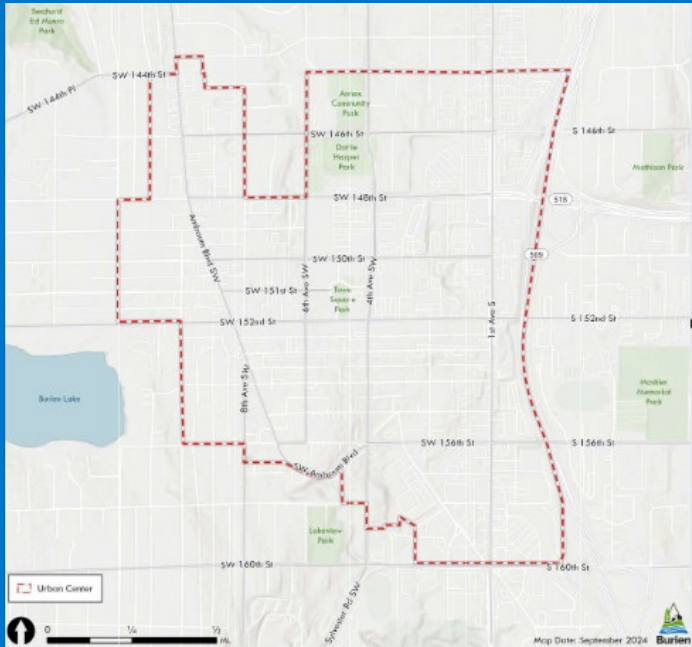 Seahurst
Ed Munro
Park
SW 144th St
SW 144th Pl
Annex
Community
Park
SW 146th St
S 146th St
Dottie
Harper
Park
Mathison Park
SW 148th St
518
Ambaum Blvd SW
509
SW 150th St
6th Ave SW
4th Ave SW
SW 151st St
Town
Square
Park
1st Ave S
SW 152nd St
S 152nd St
Burien Lake
8th Ave SW
Moshier
Memorial
Park
SW 156th St
S 156th St
SW Ambaum Blvd
Lakeview
Park
SW 160th St
S 160th St
Sylvester Rd SW
Urban Center
0 ¼ ½
Mi.
Map Date: September 2024
Burien